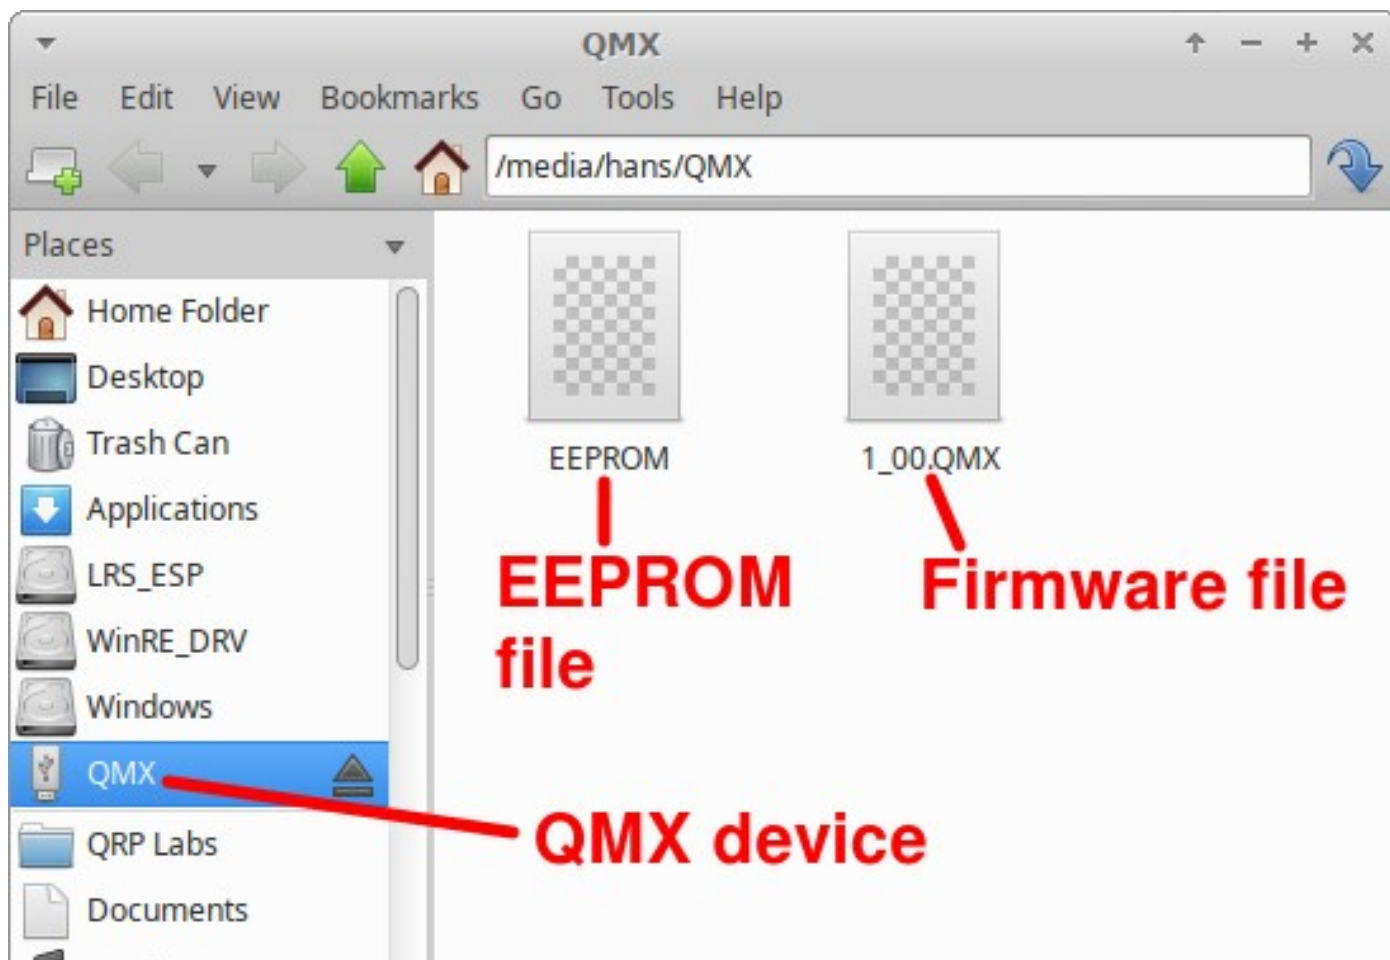 QMX
File Edit View Bookmarks Go Tools Help
/media/hans/QMX
Places
Home Folder
Desktop
Trash Can
Applications
LRS_ESP
WinRE_DRV
Windows
QMX
QRP Labs
Documents
EEPROM
1_00.QMX
EEPROM
file
Firmware file
QMX device